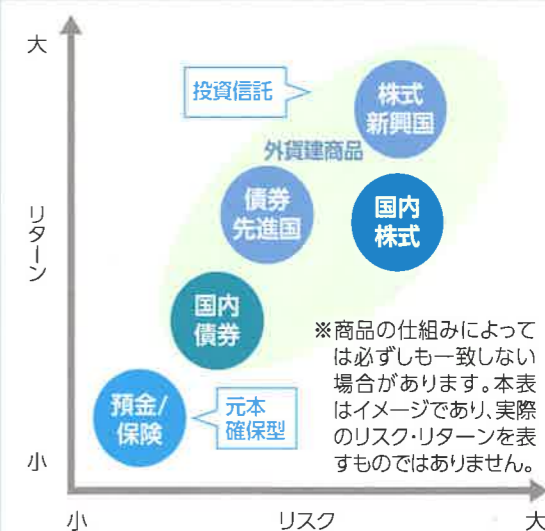 大
投資信託
株式
新興国
外貨建商品
債券
先進国
国内
株式
リターン
国内
債券
※商品の仕組みによって
は必ずしも一致しない
場合があります。本表
はイメージであり、実際
のリスク・リターンを表
すものではありません。
預金/
保険
元本
確保型
小
小
リスク
大